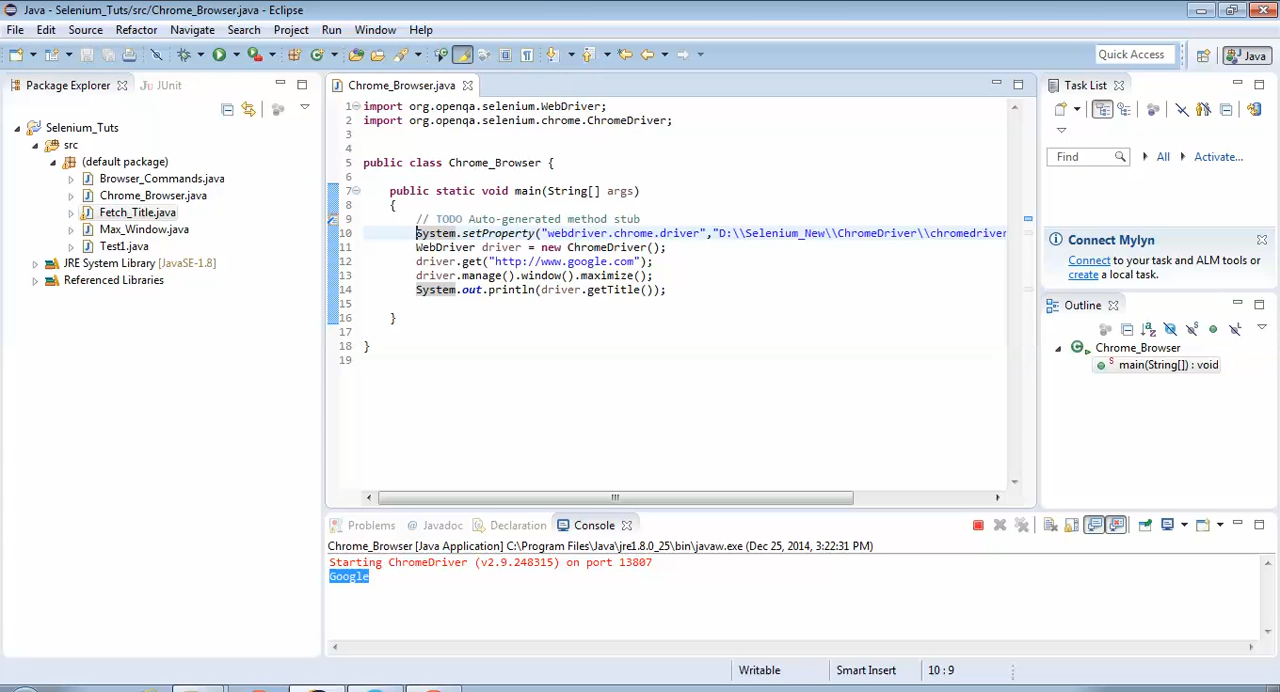 Java - Selenium_Tuts/src/Chrome_Browser.java - Eclipse
File Edit Source Refactor Navigate Search Project Run Window Help
Quick Access Java
Package Explorer JUnit
Selenium_Tuts
src
(default package)
Browser_Commands.java
Chrome_Browser.java
Fetch_Title.java
Max_Window.java
Test1.java
JRE System Library [JavaSE-1.8]
Referenced Libraries
Chrome_Browser.java
1 import org.openqa.selenium.WebDriver;
2 import org.openqa.selenium.chrome.ChromeDriver;
3
4
5 public class Chrome_Browser {
6
7 public static void main(String[] args)
8 {
9 // TODO Auto-generated method stub
10 System.setProperty("webdriver.chrome.driver","D:\\Selenium_New\\ChromeDriver\\chromedriver
11 WebDriver driver = new ChromeDriver();
12 driver.get("http://www.google.com");
13 driver.manage().window().maximize();
14 System.out.println(driver.getTitle());
15
16 }
17
18 }
19
Task List
Find All Activate...
Connect Mylyn
Connect to your task and ALM tools or
create a local task.
Outline
Chrome_Browser
S main(String[]) : void
Problems @ Javadoc Declaration Console
Chrome_Browser [Java Application] C:\Program Files\Java\jre1.8.0_25\bin\javaw.exe (Dec 25, 2014, 3:22:31 PM)
Starting ChromeDriver (v2.9.248315) on port 13807
Google
Writable Smart Insert 10 : 9